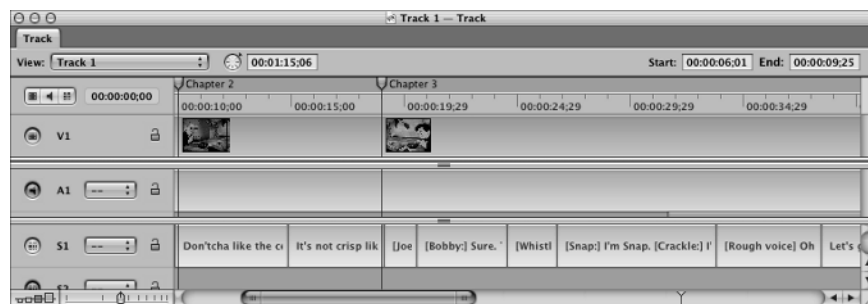 Track 1 — Track
Track
View: Track 1 00:01:15;06 Start: 00:00:06;01 End: 00:00:09;25
Chapter 2 Chapter 3
00:00:00;00 00:00:10;00 00:00:15;00 00:00:19;29 00:00:24;29 00:00:29;29 00:00:34;29
V1
A1 --
S1 -- Don'tcha like the c It's not crisp lik [Joe [Bobby:] Sure. [Whistl [Snap:] I'm Snap. [Crackle:] I' [Rough voice] Oh Let's
S2